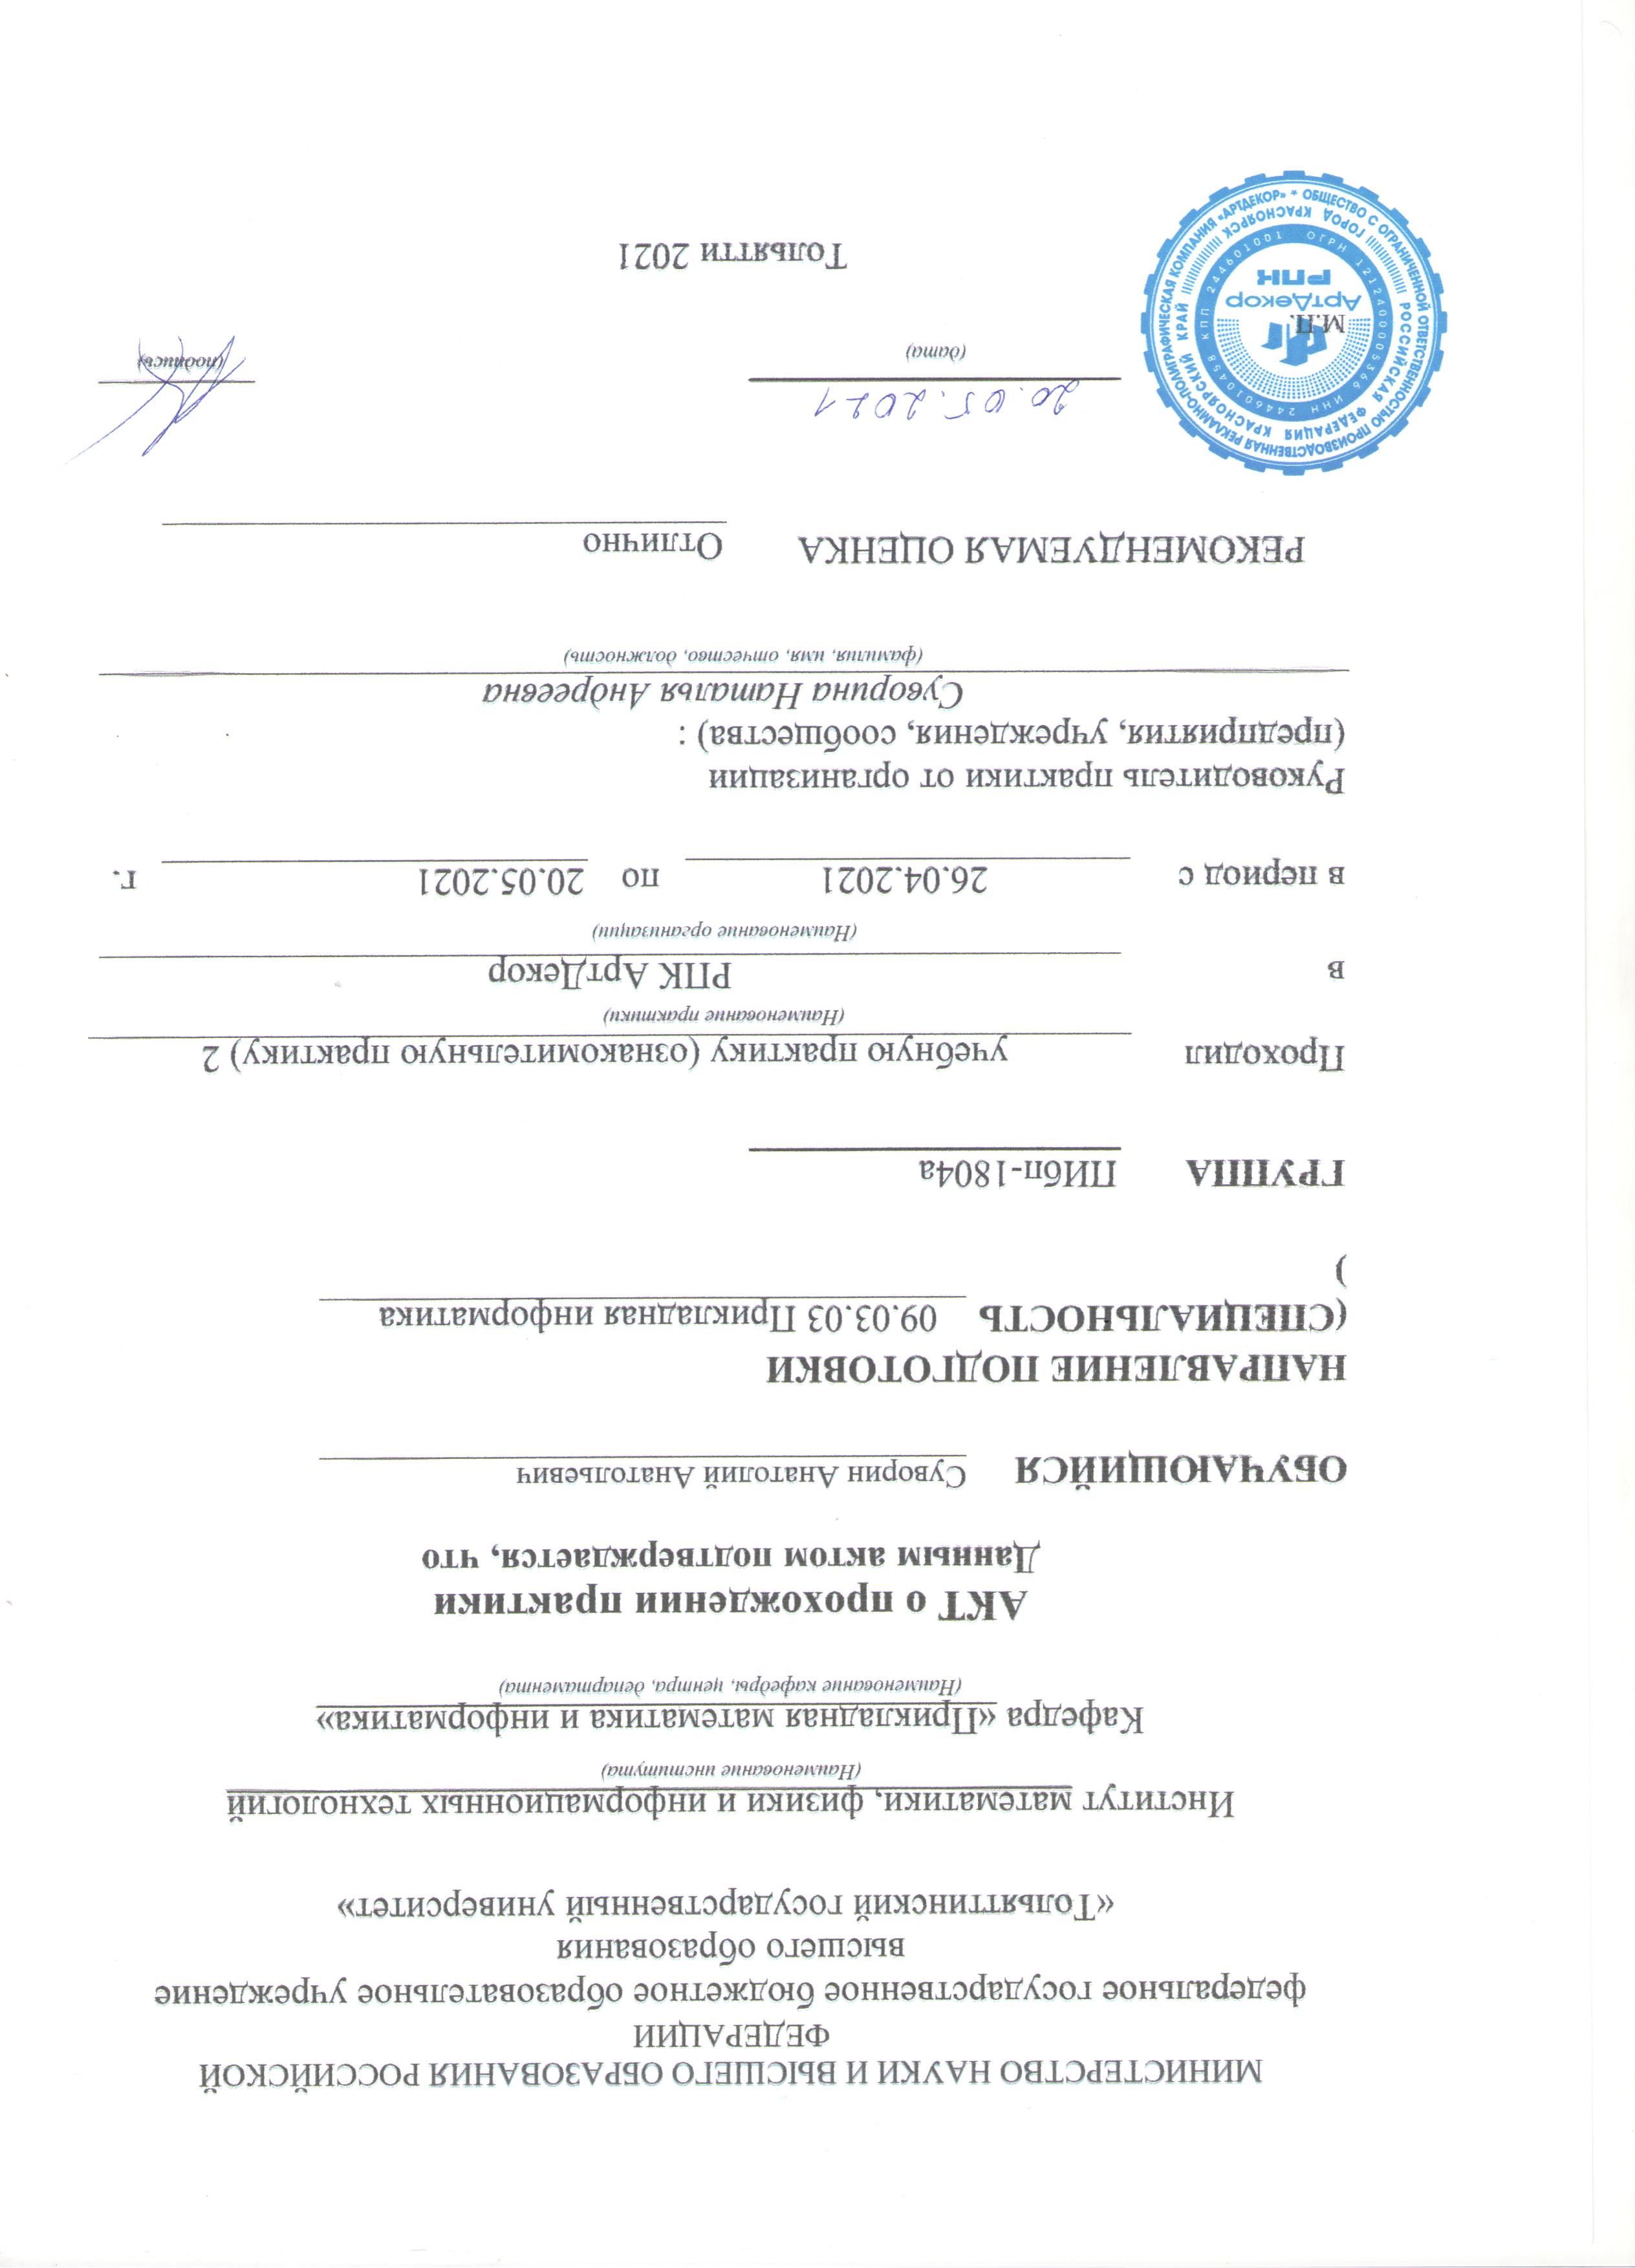 МИНИСТЕРСТВО НАУКИ И ВЫСШЕГО ОБРАЗОВАНИЯ РОССИЙСКОЙ
ФЕДЕРАЦИИ
федеральное государственное бюджетное образовательное учреждение
высшего образования
«Тольяттинский государственный университет»
Институт математики, физики и информационных технологий
(Наименование института)
Кафедра «Прикладная математика и информатика»
(Наименование кафедры, центра, департамента)
АКТ о прохождении практики
Данным актом подтверждается, что
ОБУЧАЮЩИЙСЯ Суворин Анатолий Анатольевич
НАПРАВЛЕНИЕ ПОДГОТОВКИ
(СПЕЦИАЛЬНОСТЬ 09.03.03 Прикладная информатика
)
ГРУППА ПИбп-1804а
Проходил учебную практику (ознакомительную практику) 2
(Наименование практики)
в РПК АртДекор
(Наименование организации)
в период с 26.04.2021 по 20.05.2021 г.
Руководитель практики от организации
(предприятия, учреждения, сообщества) :
Суворина Наталья Андреевна
(фамилия, имя, отчество, должность)
РЕКОМЕНДУЕМАЯ ОЦЕНКА Отлично
20.05.2021
М.П. (дата) (подпись)
Тольятти 2021
ОБЩЕСТВО С ОГРАНИЧЕННОЙ ОТВЕТСТВЕННОСТЬЮ ПРОИЗВОДСТВЕННАЯ РЕКЛАМНО-ПОЛИГРАФИЧЕСКАЯ КОМПАНИЯ «АРТДЕКОР» *
РОССИЙСКАЯ ФЕДЕРАЦИЯ КРАСНОЯРСКИЙ КРАЙ ГОРОД КРАСНОЯРСК
ОГРН 1212400005366 ИНН 2446010458 КПП 244601001
АртДекор
РПК